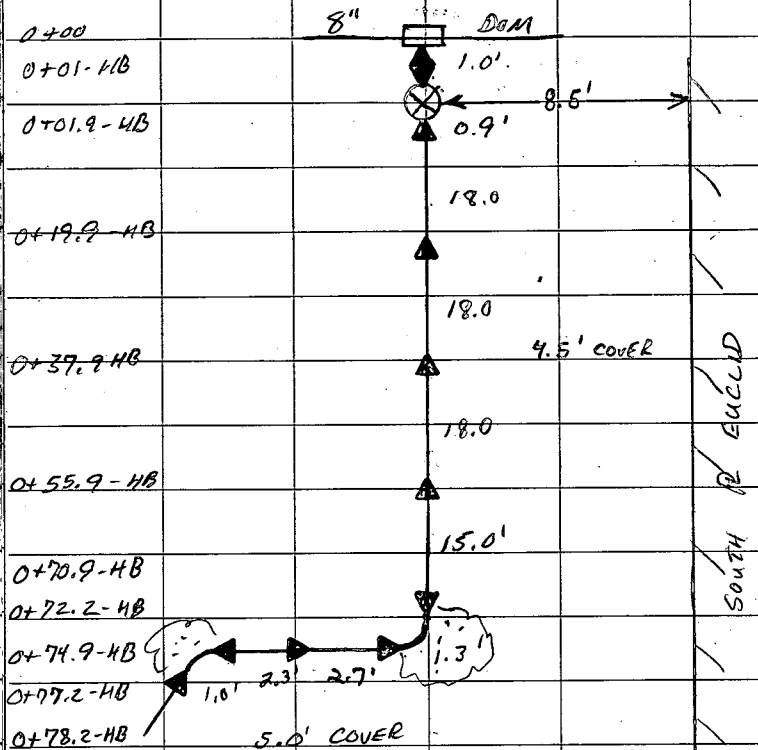 0+00
8"
DOM
0+01-HB
1.0'
8.5'
0+01.9-HB
0.9'
18.0
0+19.9-HB
18.0
4.5' COVER
0+37.9 HB
18.0
0+55.9-HB
15.0'
0+70.9-HB
0+72.2-HB
0+74.9-HB
1.3'
0+77.2-HB
1.0'
2.3'
2.7'
0+78.2-HB
5.0' COVER
SOUTH PL EUCLID